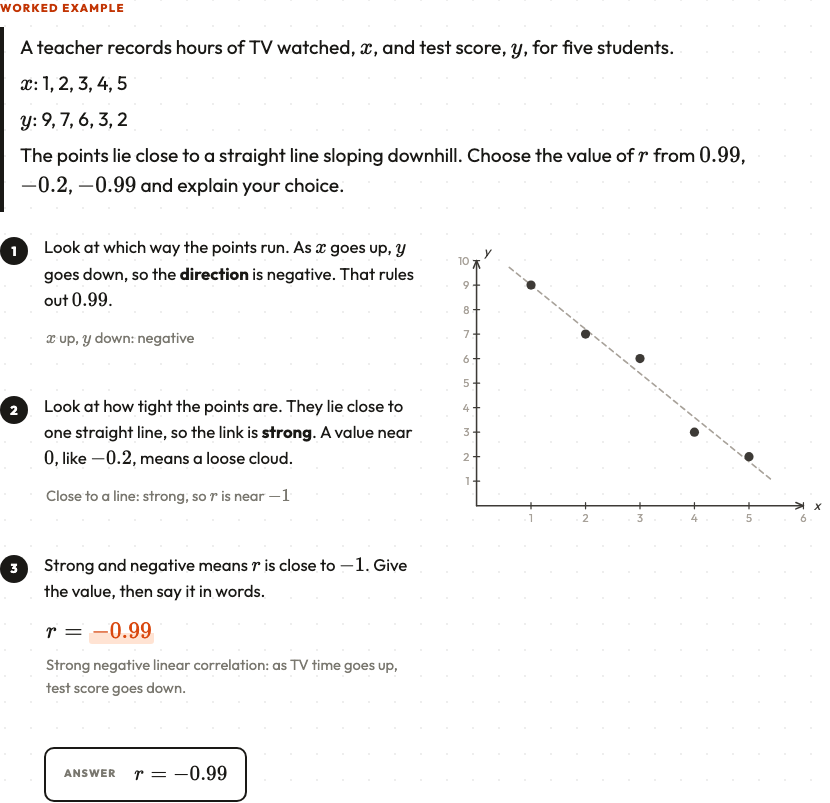 WORKED EXAMPLE
A teacher records hours of TV watched, x, and test score, y, for five students.
x: 1, 2, 3, 4, 5
y: 9, 7, 6, 3, 2
The points lie close to a straight line sloping downhill. Choose the value of r from 0.99,
−0.2, −0.99 and explain your choice.
1
Look at which way the points run. As x goes up, y
goes down, so the direction is negative. That rules
out 0.99.
x up, y down: negative
2
Look at how tight the points are. They lie close to
one straight line, so the link is strong. A value near
0, like −0.2, means a loose cloud.
Close to a line: strong, so r is near −1
3
Strong and negative means r is close to −1. Give
the value, then say it in words.
r = −0.99
Strong negative linear correlation: as TV time goes up,
test score goes down.
ANSWER r = −0.99
y
10
9
8
7
6
5
4
3
2
1
1 2 3 4 5 6
x